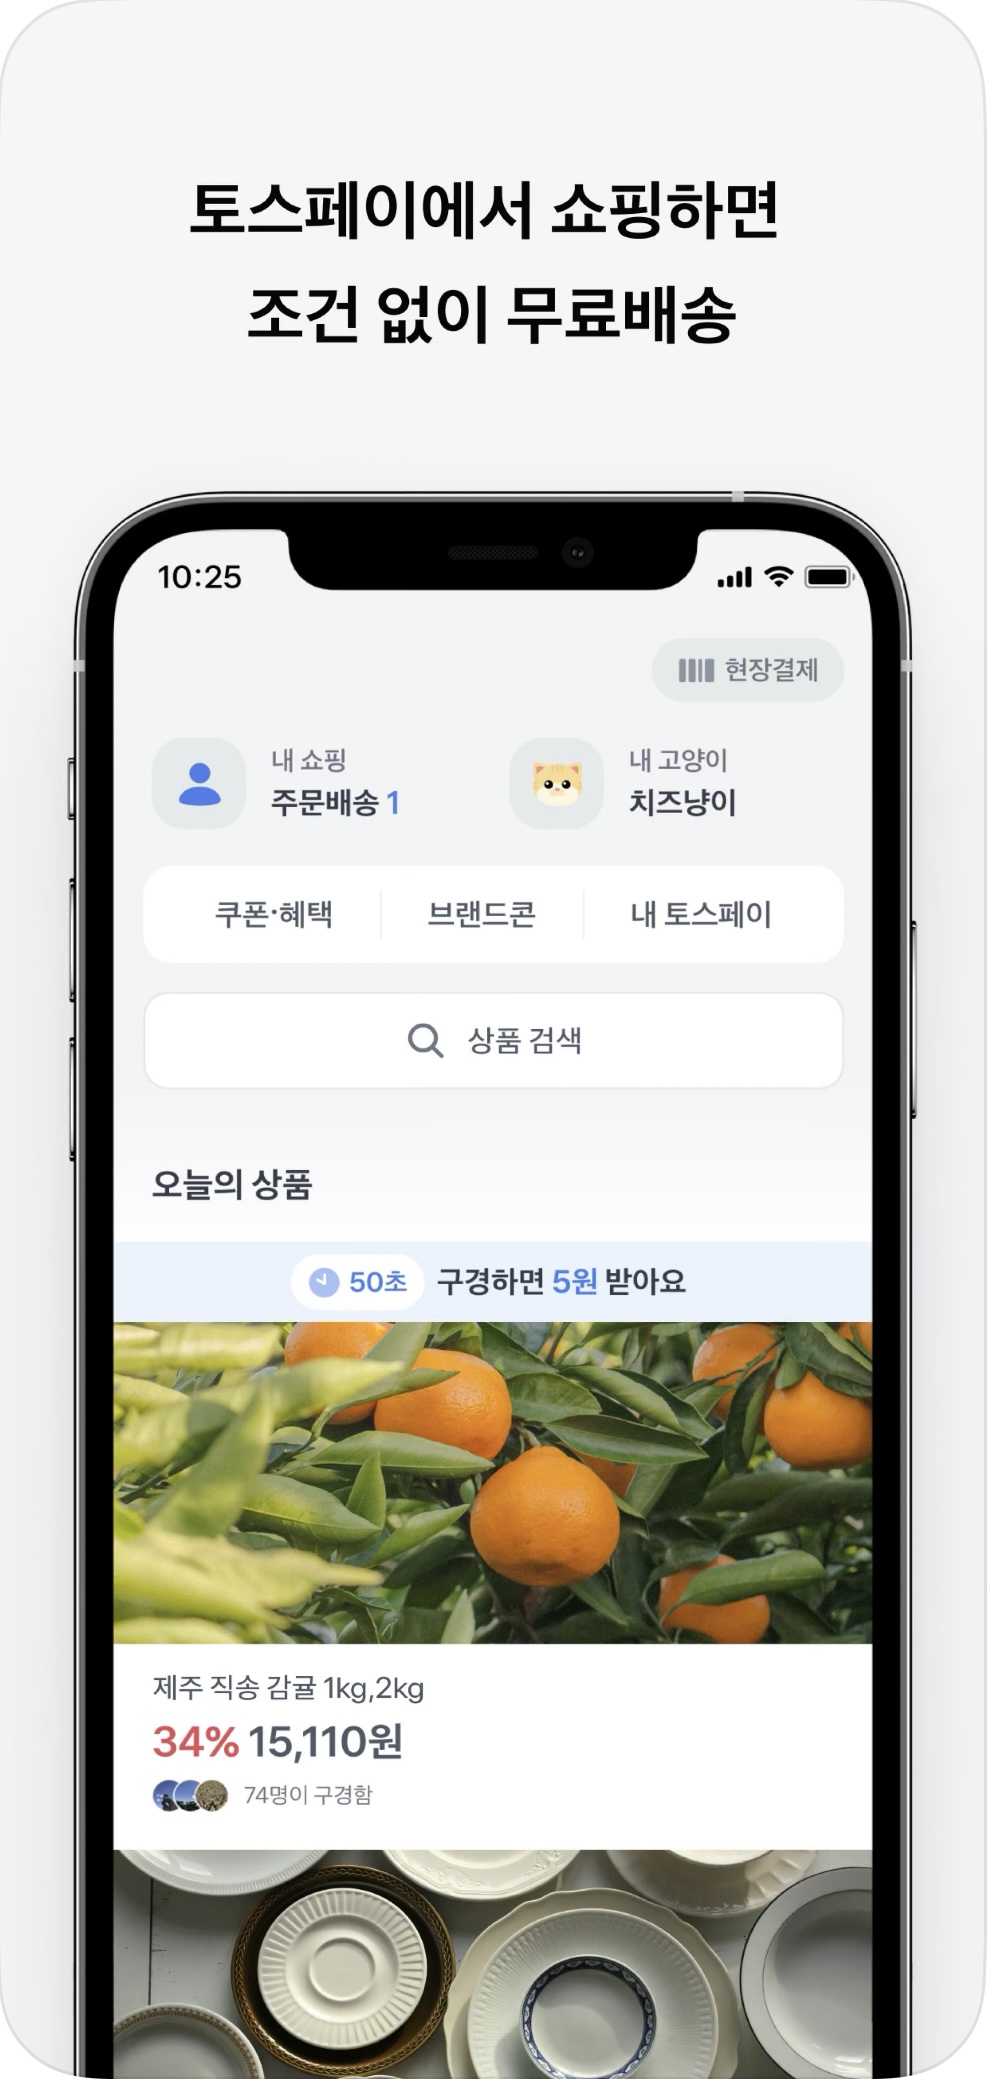 토스페이에서 쇼핑하면
조건 없이 무료배송
10:25
현장결제
내 쇼핑
주문배송 1
내 고양이
치즈냥이
쿠폰·혜택
브랜드콘
내 토스페이
상품 검색
오늘의 상품
50초 구경하면 5원 받아요
제주 직송 감귤 1kg,2kg
34% 15,110원
74명이 구경함